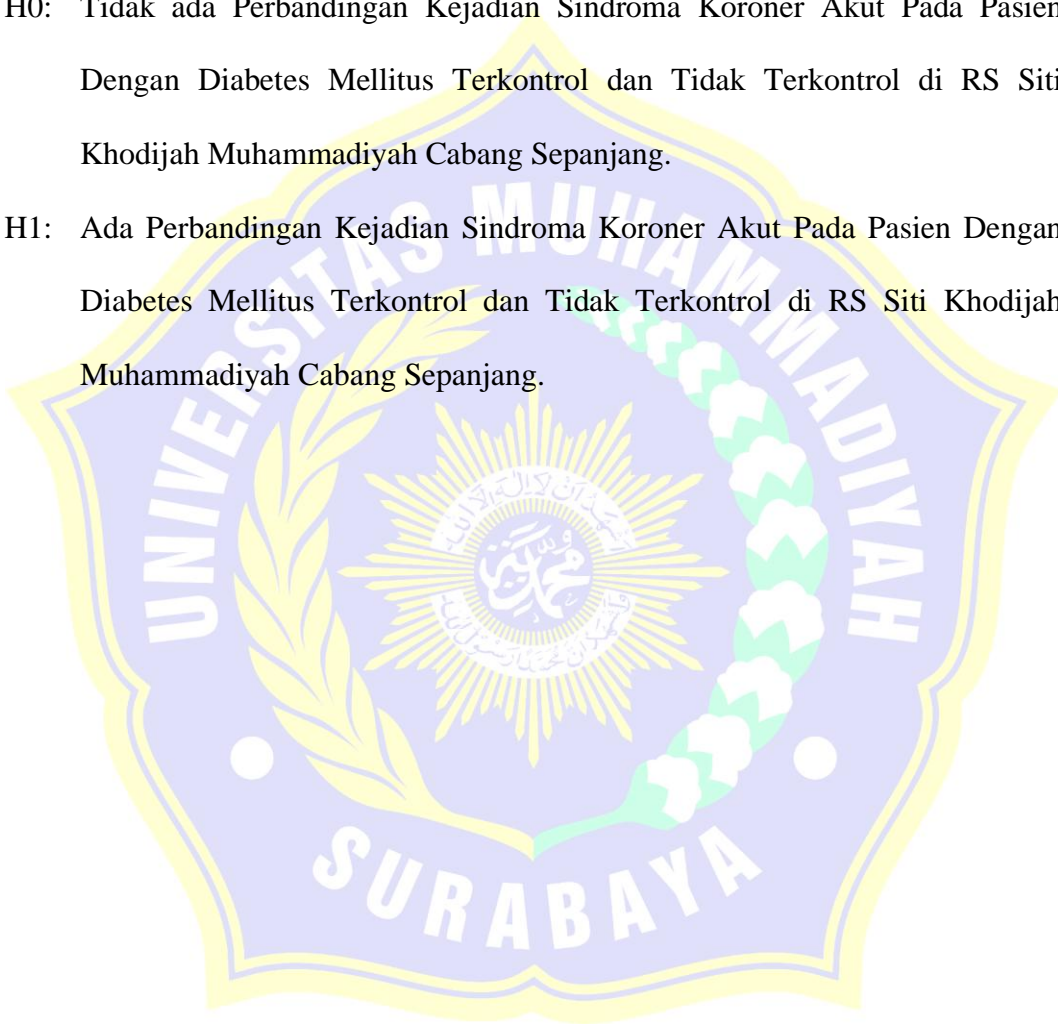 H0: Tidak ada Perbandingan Kejadian Sindroma Koroner Akut Pada Pasien
Dengan Diabetes Mellitus Terkontrol dan Tidak Terkontrol di RS Siti
Khodijah Muhammadiyah Cabang Sepanjang.
H1: Ada Perbandingan Kejadian Sindroma Koroner Akut Pada Pasien Dengan
Diabetes Mellitus Terkontrol dan Tidak Terkontrol di RS Siti Khodijah
Muhammadiyah Cabang Sepanjang.
UNIVERSITAS MUHAMMADIYAH
SURABAYA